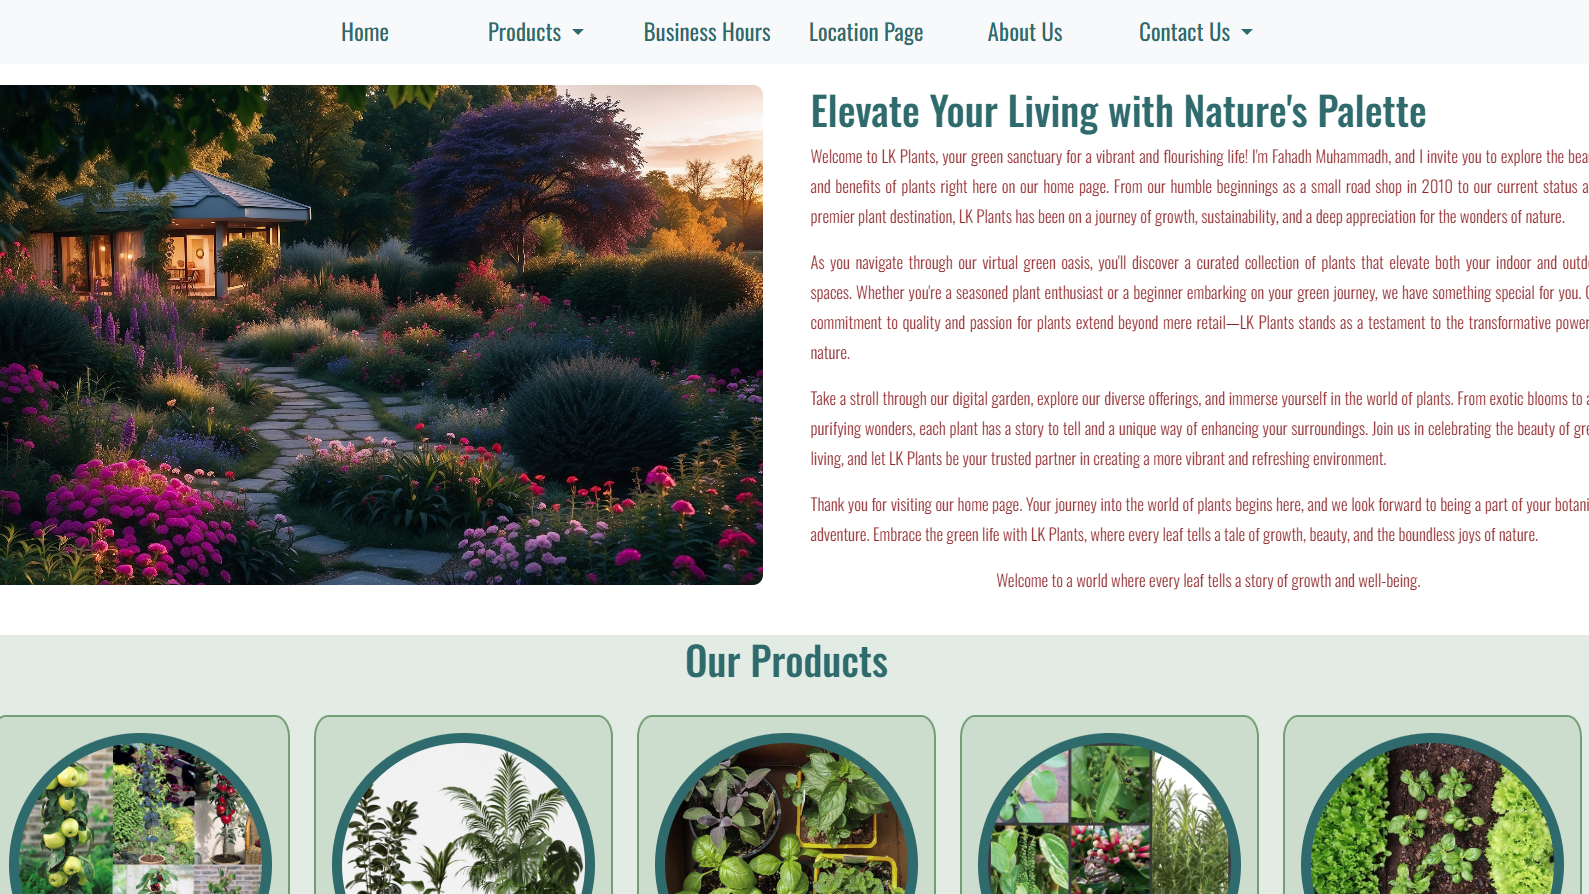 Home Products Business Hours Location Page About Us Contact Us
Elevate Your Living with Nature's Palette
Welcome to LK Plants, your green sanctuary for a vibrant and flourishing life! I'm Fahadh Muhammadh, and I invite you to explore the
and benefits of plants right here on our home page. From our humble beginnings as a small road shop in 2010 to our current status
premier plant destination, LK Plants has been on a journey of growth, sustainability, and a deep appreciation for the wonders of nature.
As you navigate through our virtual green oasis, you'll discover a curated collection of plants that elevate both your indoor and
spaces. Whether you're a seasoned plant enthusiast or a beginner embarking on your green journey, we have something special for you.
commitment to quality and passion for plants extend beyond mere retail—LK Plants stands as a testament to the transformative power
nature.
Take a stroll through our digital garden, explore our diverse offerings, and immerse yourself in the world of plants. From exotic blooms to
purifying wonders, each plant has a story to tell and a unique way of enhancing your surroundings. Join us in celebrating the beauty of
living, and let LK Plants be your trusted partner in creating a more vibrant and refreshing environment.
Thank you for visiting our home page. Your journey into the world of plants begins here, and we look forward to being a part of your
adventure. Embrace the green life with LK Plants, where every leaf tells a tale of growth, beauty, and the boundless joys of nature.
Welcome to a world where every leaf tells a story of growth and well-being.
Our Products